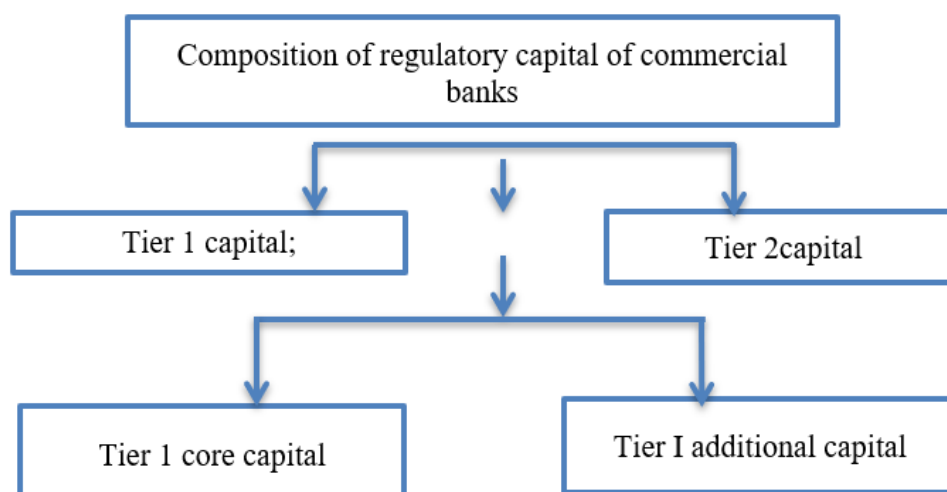 Composition of regulatory capital of commercial
banks
Tier 1 capital;
Tier 2capital
Tier 1 core capital
Tier I additional capital